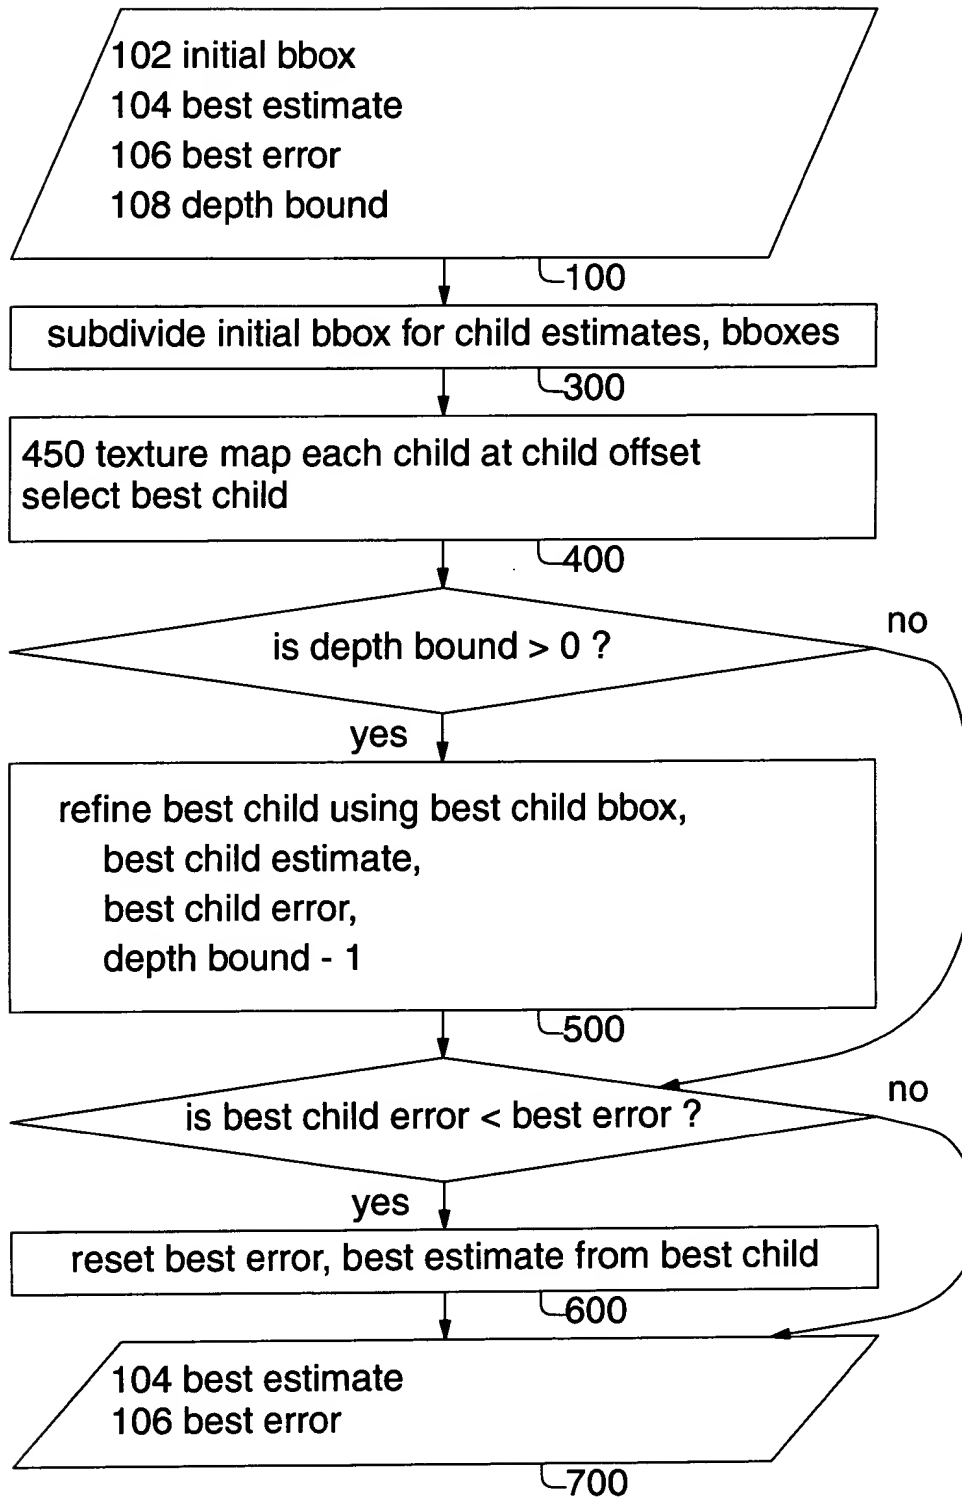 102 initial bbox
104 best estimate
106 best error
108 depth bound
100
subdivide initial bbox for child estimates, bboxes
300
450 texture map each child at child offset
select best child
400
is depth bound > 0 ?
no
yes
refine best child using best child bbox,
best child estimate,
best child error,
depth bound - 1
500
is best child error < best error ?
no
yes
reset best error, best estimate from best child
600
104 best estimate
106 best error
700